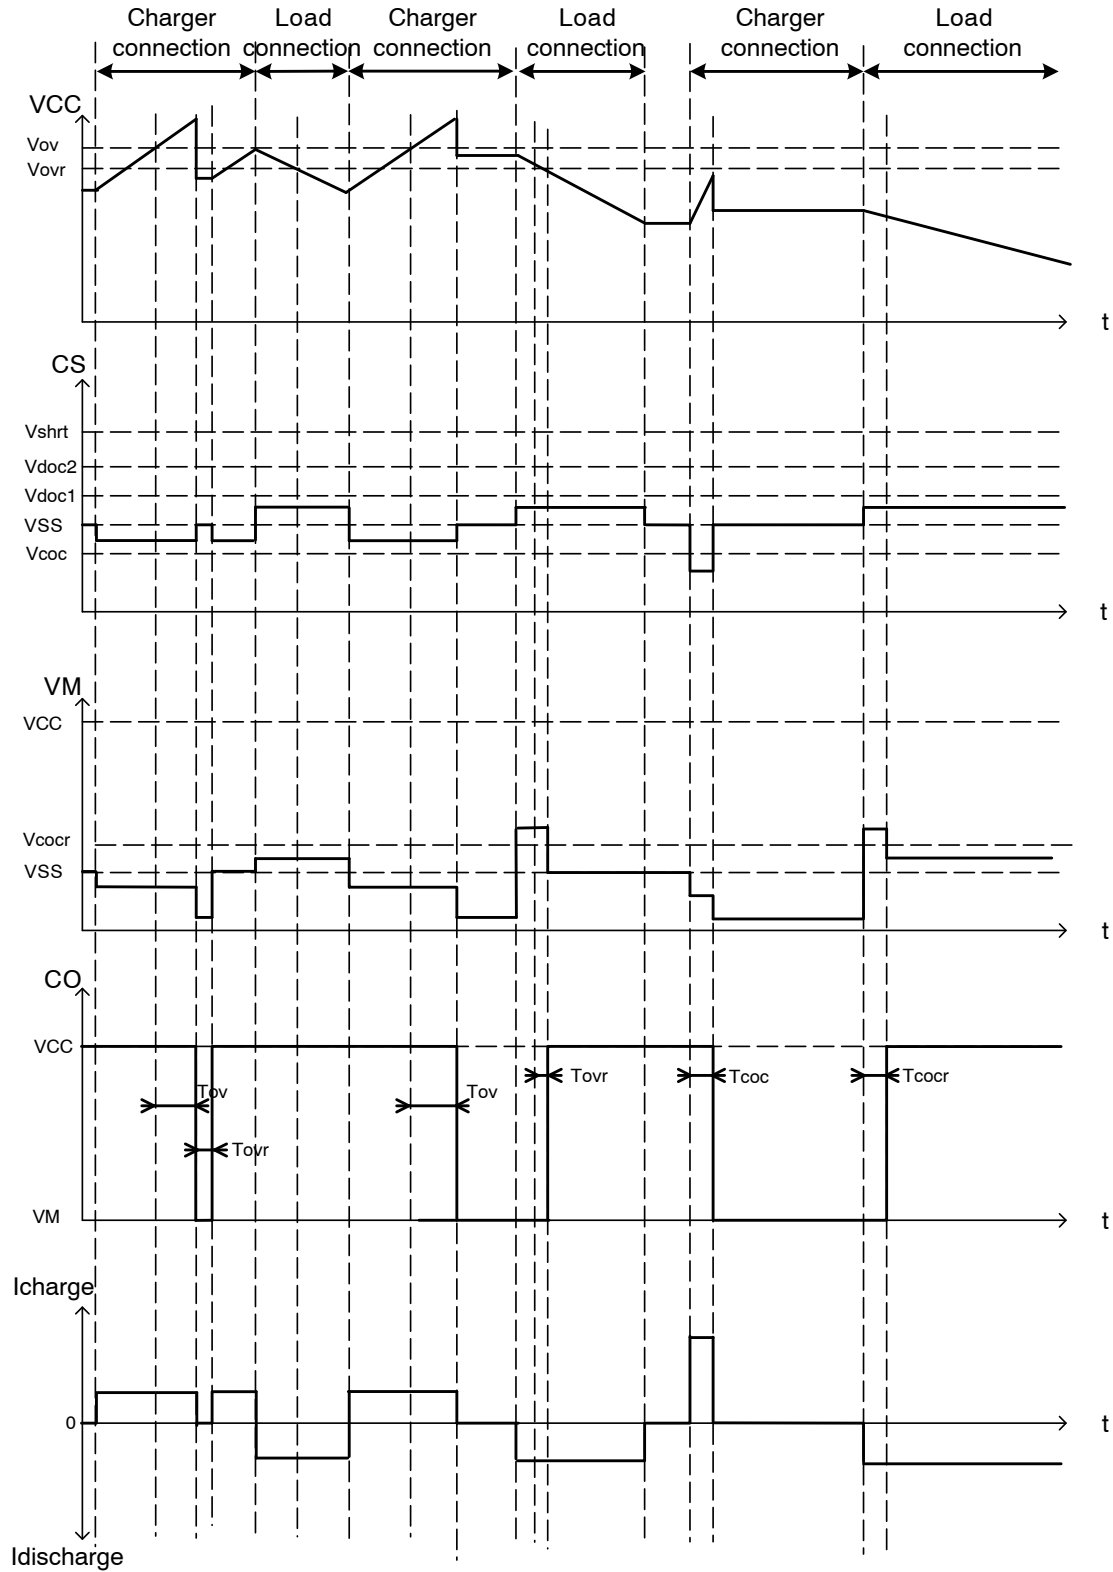 Charger connection
Load connection
Charger connection
Load connection
Charger connection
Load connection
VCC
Vov
Vovr
t
CS
Vshrt
Vdoc2
Vdoc1
VSS
Vcoc
t
VM
VCC
Vcocr
VSS
t
CO
VCC
Tov
Tovr
Tov
Tovr
Tcoc
Tcocr
VM
t
Icharge
0
t
Idischarge